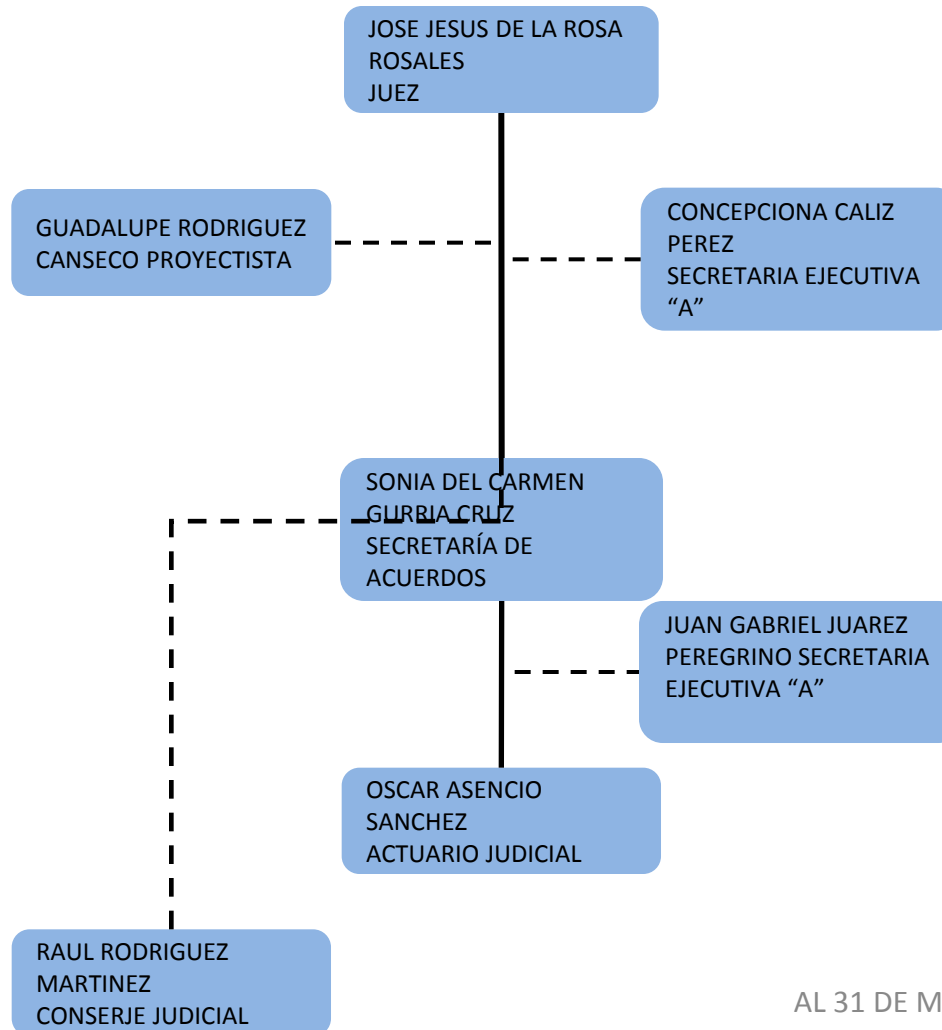 JOSE JESUS DE LA ROSA
ROSALES
JUEZ
GUADALUPE RODRIGUEZ
CANSECO PROYECTISTA
CONCEPCIONA CALIZ
PEREZ
SECRETARIA EJECUTIVA
“A”
SONIA DEL CARMEN
GURRIA CRUZ
SECRETARÍA DE
ACUERDOS
JUAN GABRIEL JUAREZ
PEREGRINO SECRETARIA
EJECUTIVA “A”
OSCAR ASENCIO
SANCHEZ
ACTUARIO JUDICIAL
RAUL RODRIGUEZ
MARTINEZ
CONSERJE JUDICIAL
AL 31 DE M